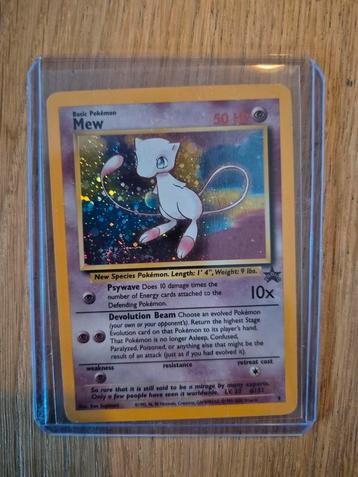 Basic Pokémon
Mew
50 HP
New Species Pokémon. Length: 1' 4", Weight: 9 lbs.
Psywave Does 10 damage times the
number of Energy cards attached to the
Defending Pokémon.
10x
Devolution Beam Choose an evolved Pokémon
(your own or your opponent's). Return the highest Stage
Evolution card on that Pokémon to its player's hand.
That Pokémon is no longer Asleep, Confused,
Paralyzed, Poisoned, or anything else that might be the
result of an attack (just as if you had evolved it).
weakness
resistance
retreat cost
So rare that it is still said to be a mirage by many experts.
Only a few people have seen it worldwide. LV. 23 #151